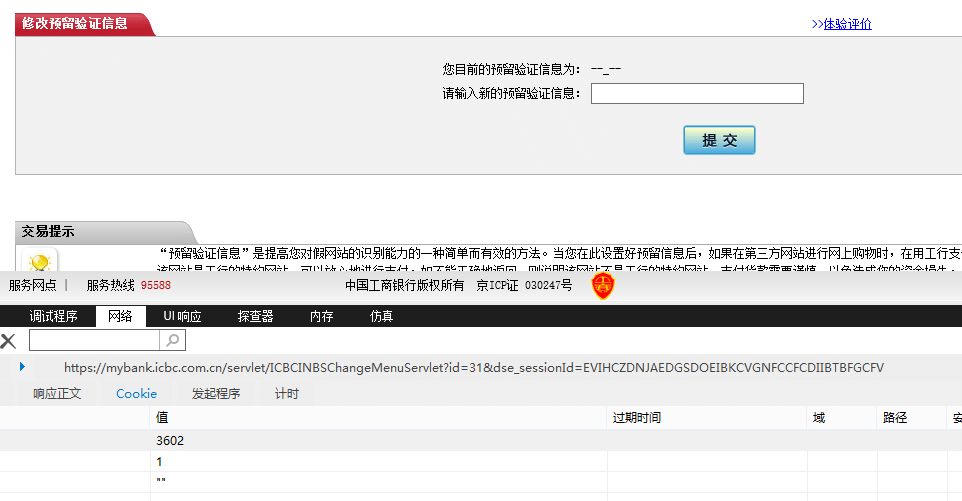 修改预留验证信息
>>体验评价
您目前的预留验证信息为： --_--
请输入新的预留验证信息：
提 交
交易提示
“预留验证信息”是提高您对假网站的识别能力的一种简单而有效的方法。当您在此设置好预留信息后，如果在第三方网站进行网上购物时，在用工行支
服务网点 | 服务热线 95588 中国工商银行版权所有 京ICP证 030247号
调试程序 网络 UI 响应 探查器 内存 仿真
https://mybank.icbc.com.cn/servlet/ICBCINBSChangeMenuServlet?id=31&dse_sessionId=EVIHCZDNJAEDGSDOEIBKCVGNFCCFCDIIBTBFGCFV
响应正文 Cookie 发起程序 计时
值 过期时间 域 路径 安
3602
1
""